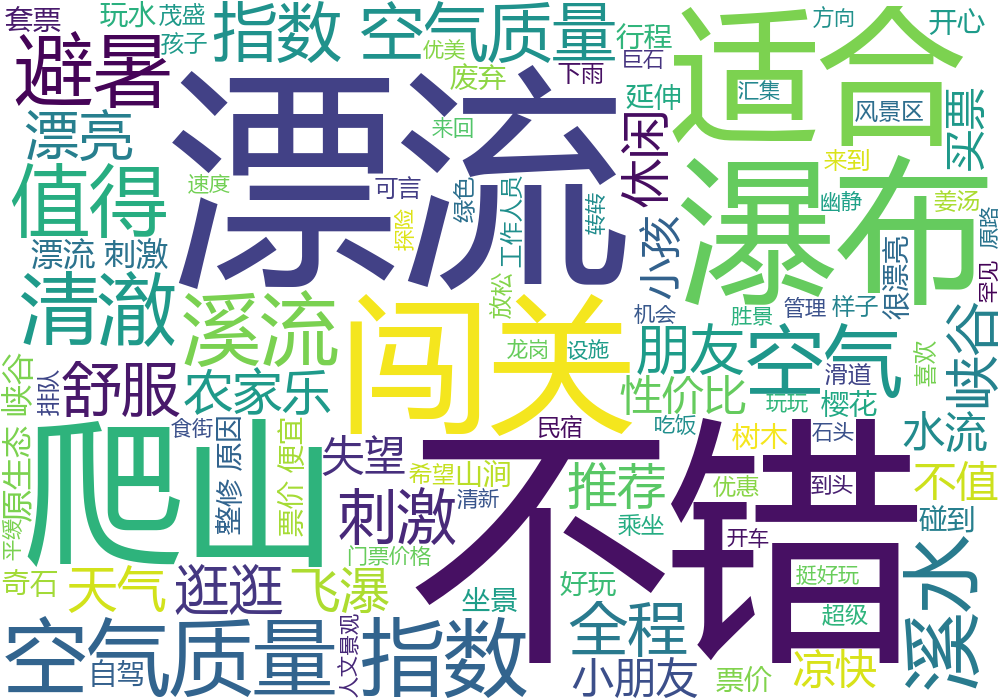 套票
玩水
茂盛
孩子
指数 空气质量
优美
行程
巨石
方向
开心
避暑
废弃
下雨
延伸
适合
汇集
风景区
买票
漂亮
漂流
来回
休闲
来到
值得
速度
可言
绿色
工作人员
转转
探险
瀑布
幽静
姜汤
原路
漂流 刺激
小孩
很漂亮
罕见
清澈
溪流
放松
闯关
机会
胜景
管理
样子
龙岗
设施
朋友
空气
峡谷
喜欢
峡谷
排队
舒服
农家乐
性价比
滑道
玩玩
樱花
原生态
食街
爬山
整修 原因
票价 便宜
失望
民宿
不错
吃饭
树木
石头
水流
希望
山涧
推荐
优惠
到头
不值
平缓
刺激
清新
乘坐
开车
碰到
门票价格
奇石
天气
逛逛
飞瀑
坐景
好玩
挺好玩
溪水
空气质量 指数
全程
超级
自驾
人文景观
小朋友
票价
凉快